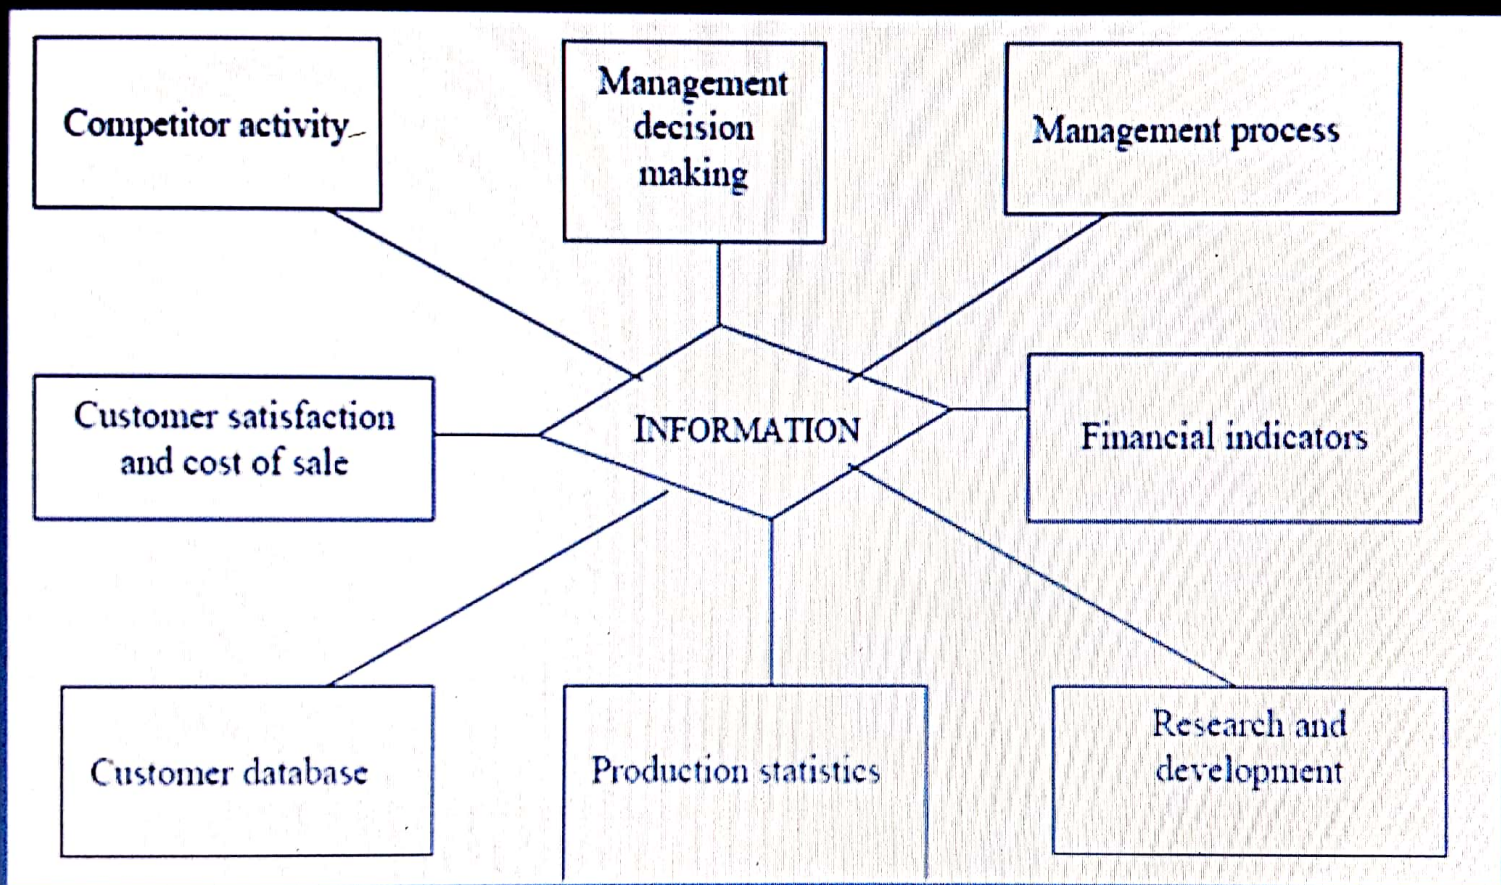 Competitor activity
Management
decision
making
Management process
Customer satisfaction
and cost of sale
INFORMATION
Financial indicators
Customer database
Production statistics
Research and
development